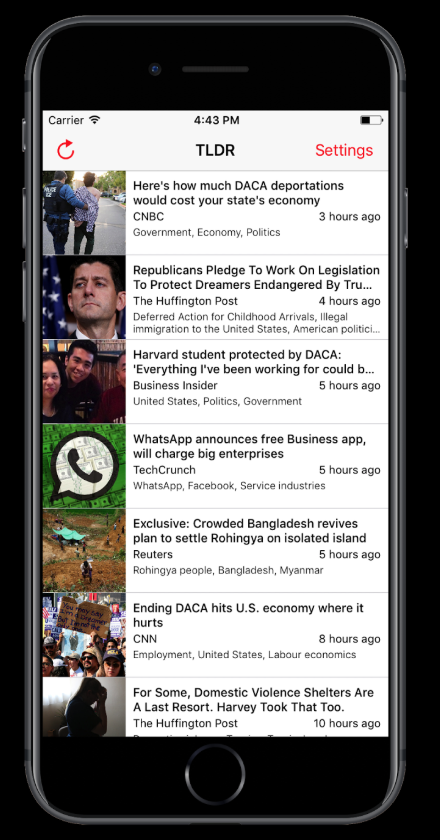 Carrier
4:43 PM
TLDR
Settings
Here's how much DACA deportations
would cost your state's economy
CNBC
3 hours ago
Government, Economy, Politics
Republicans Pledge To Work On Legislation
To Protect Dreamers Endangered By Tru...
The Huffington Post
4 hours ago
Deferred Action for Childhood Arrivals, Illegal
immigration to the United States, American politici...
Harvard student protected by DACA:
'Everything I've been working for could b...
Business Insider
5 hours ago
United States, Politics, Government
WhatsApp announces free Business app,
will charge big enterprises
TechCrunch
5 hours ago
WhatsApp, Facebook, Service industries
Exclusive: Crowded Bangladesh revives
plan to settle Rohingya on isolated island
Reuters
5 hours ago
Rohingya people, Bangladesh, Myanmar
Ending DACA hits U.S. economy where it
hurts
CNN
8 hours ago
Employment, United States, Labour economics
For Some, Domestic Violence Shelters Are
A Last Resort. Harvey Took That Too.
The Huffington Post
10 hours ago